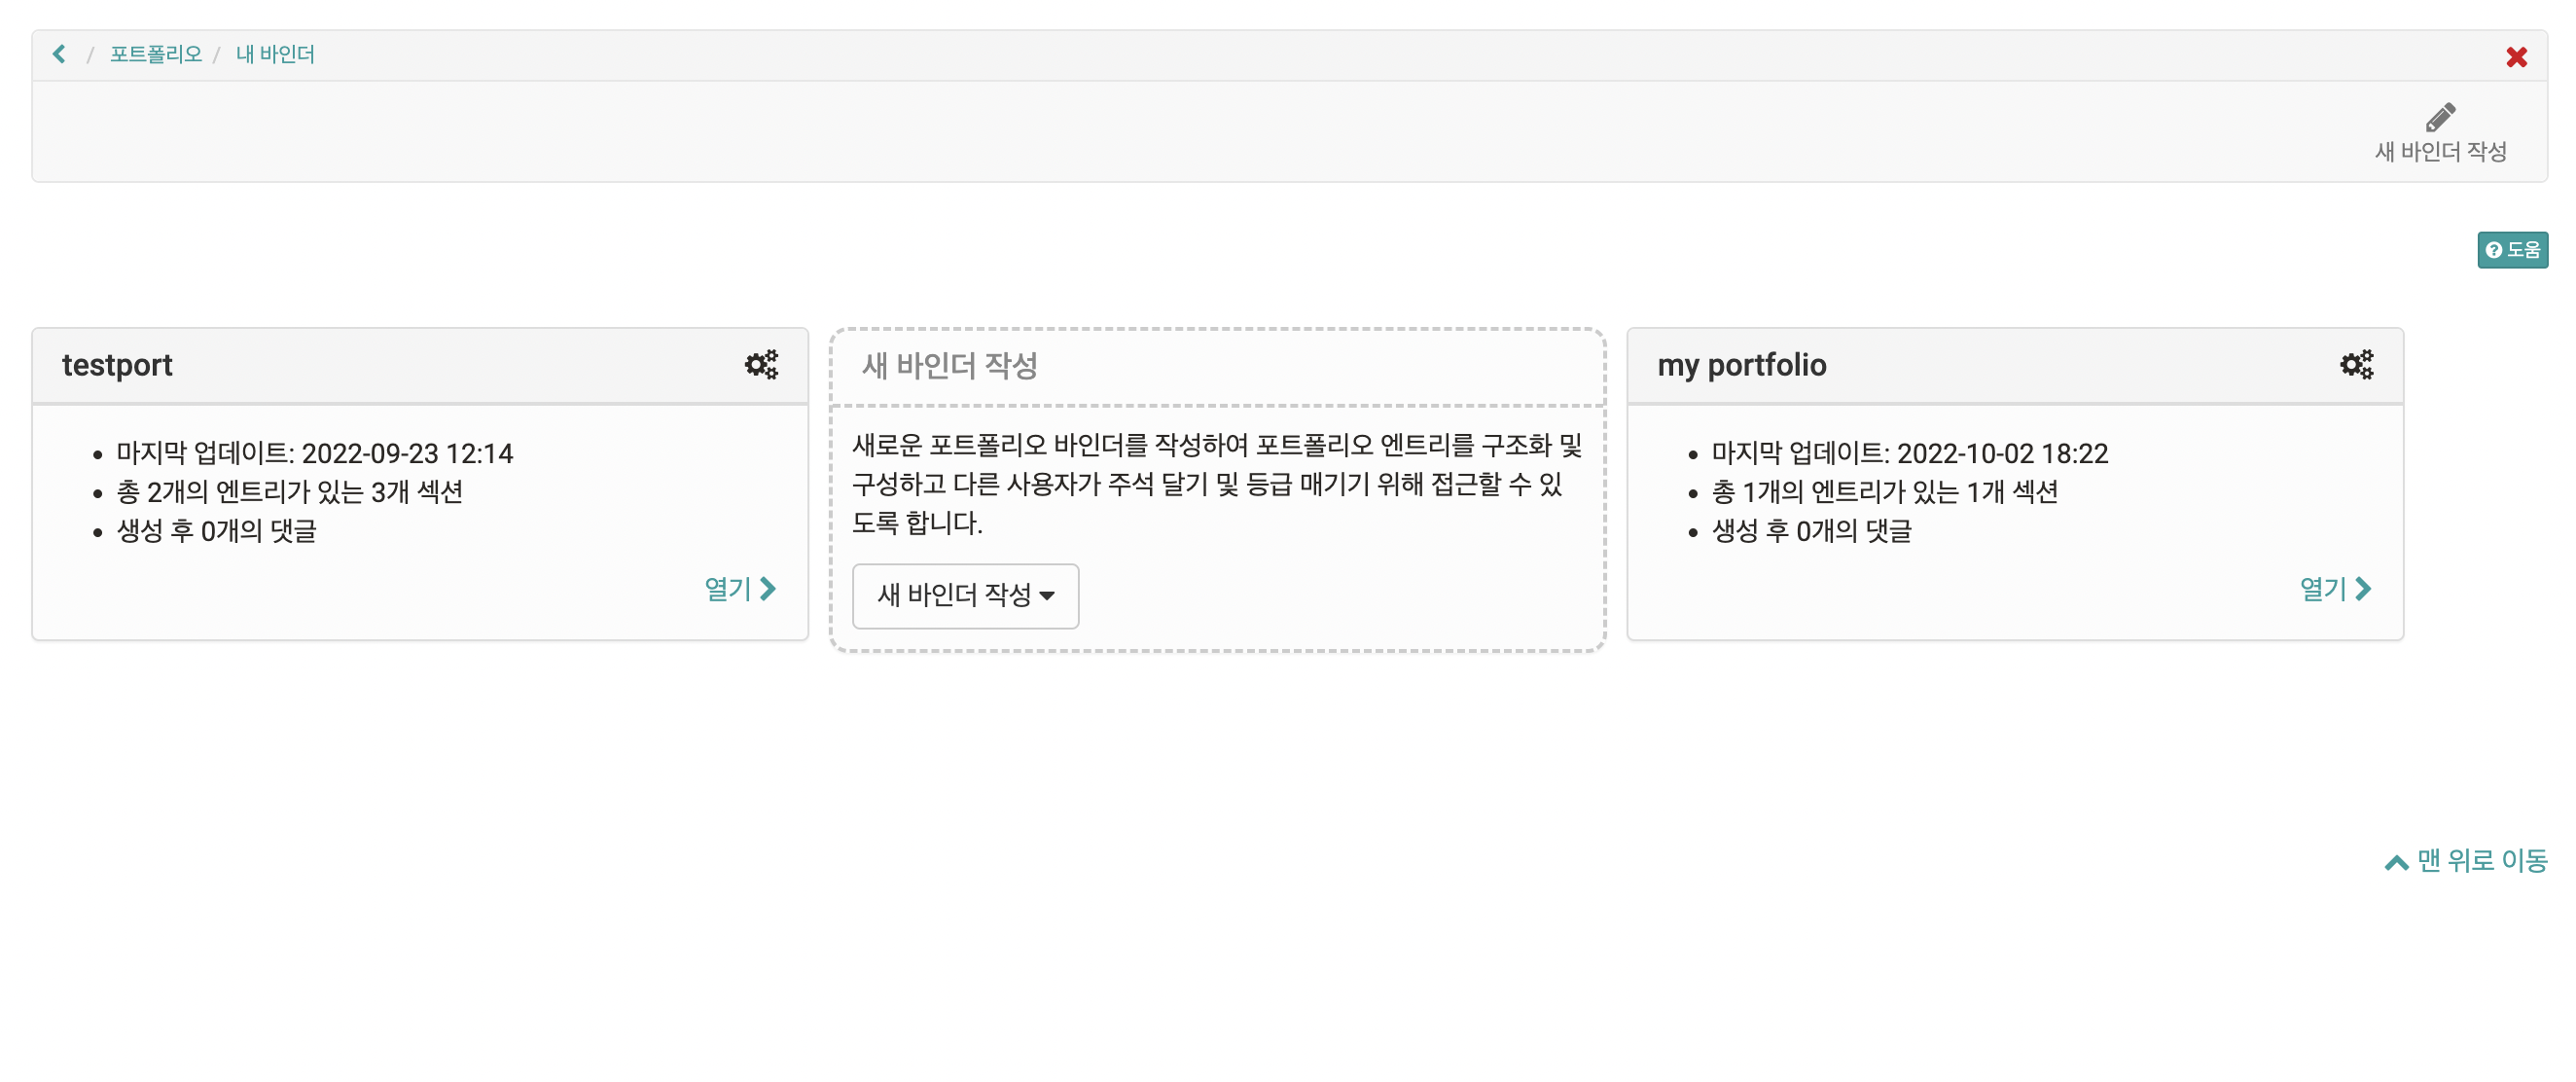 / 포트폴리오 / 내 바인더
새 바인더 작성
도움
testport
마지막 업데이트: 2022-09-23 12:14
총 2개의 엔트리가 있는 3개 섹션
생성 후 0개의 댓글
열기
새 바인더 작성
새로운 포트폴리오 바인더를 작성하여 포트폴리오 엔트리를 구조화 및
구성하고 다른 사용자가 주석 달기 및 등급 매기기 위해 접근할 수 있
도록 합니다.
새 바인더 작성
my portfolio
마지막 업데이트: 2022-10-02 18:22
총 1개의 엔트리가 있는 1개 섹션
생성 후 0개의 댓글
열기
맨 위로 이동